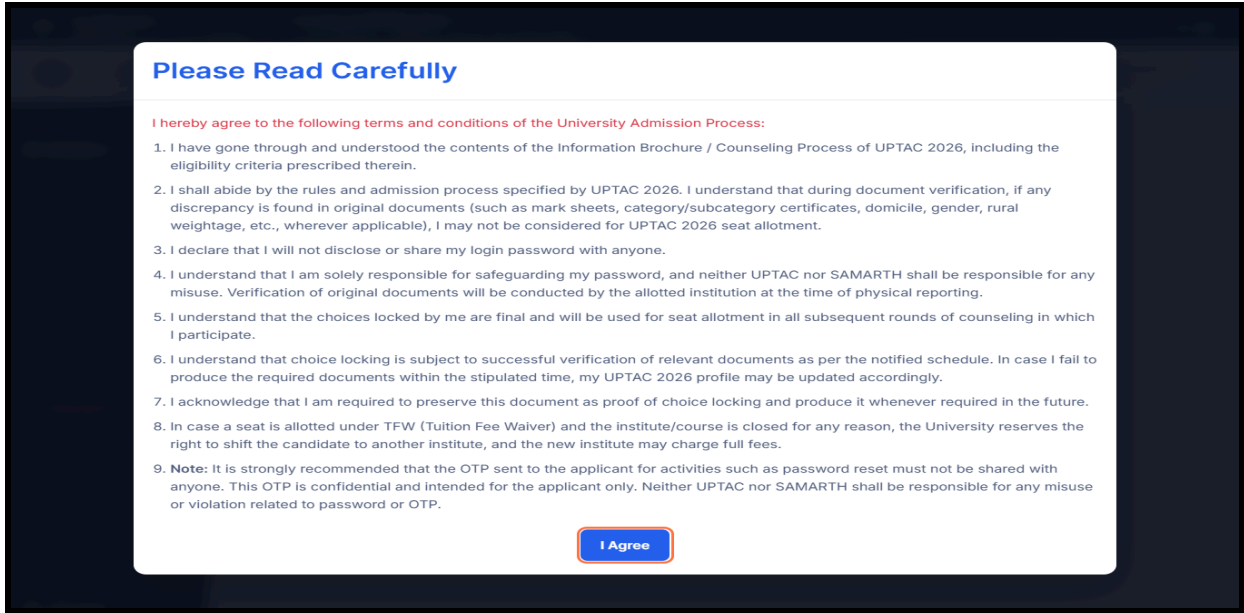 Please Read Carefully
I hereby agree to the following terms and conditions of the University Admission Process:
1. I have gone through and understood the contents of the Information Brochure / Counseling Process of UPTAC 2026, including the
eligibility criteria prescribed therein.
2. I shall abide by the rules and admission process specified by UPTAC 2026. I understand that during document verification, if any
discrepancy is found in original documents (such as mark sheets, category/subcategory certificates, domicile, gender, rural
weightage, etc., wherever applicable), I may not be considered for UPTAC 2026 seat allotment.
3. I declare that I will not disclose or share my login password with anyone.
4. I understand that I am solely responsible for safeguarding my password, and neither UPTAC nor SAMARTH shall be responsible for any
misuse. Verification of original documents will be conducted by the allotted institution at the time of physical reporting.
5. I understand that the choices locked by me are final and will be used for seat allotment in all subsequent rounds of counseling in which
I participate.
6. I understand that choice locking is subject to successful verification of relevant documents as per the notified schedule. In case I fail to
produce the required documents within the stipulated time, my UPTAC 2026 profile may be updated accordingly.
7. I acknowledge that I am required to preserve this document as proof of choice locking and produce it whenever required in the future.
8. In case a seat is allotted under TFW (Tuition Fee Waiver) and the institute/course is closed for any reason, the University reserves the
right to shift the candidate to another institute, and the new institute may charge full fees.
9. Note: It is strongly recommended that the OTP sent to the applicant for activities such as password reset must not be shared with
anyone. This OTP is confidential and intended for the applicant only. Neither UPTAC nor SAMARTH shall be responsible for any misuse
or violation related to password or OTP.
I Agree